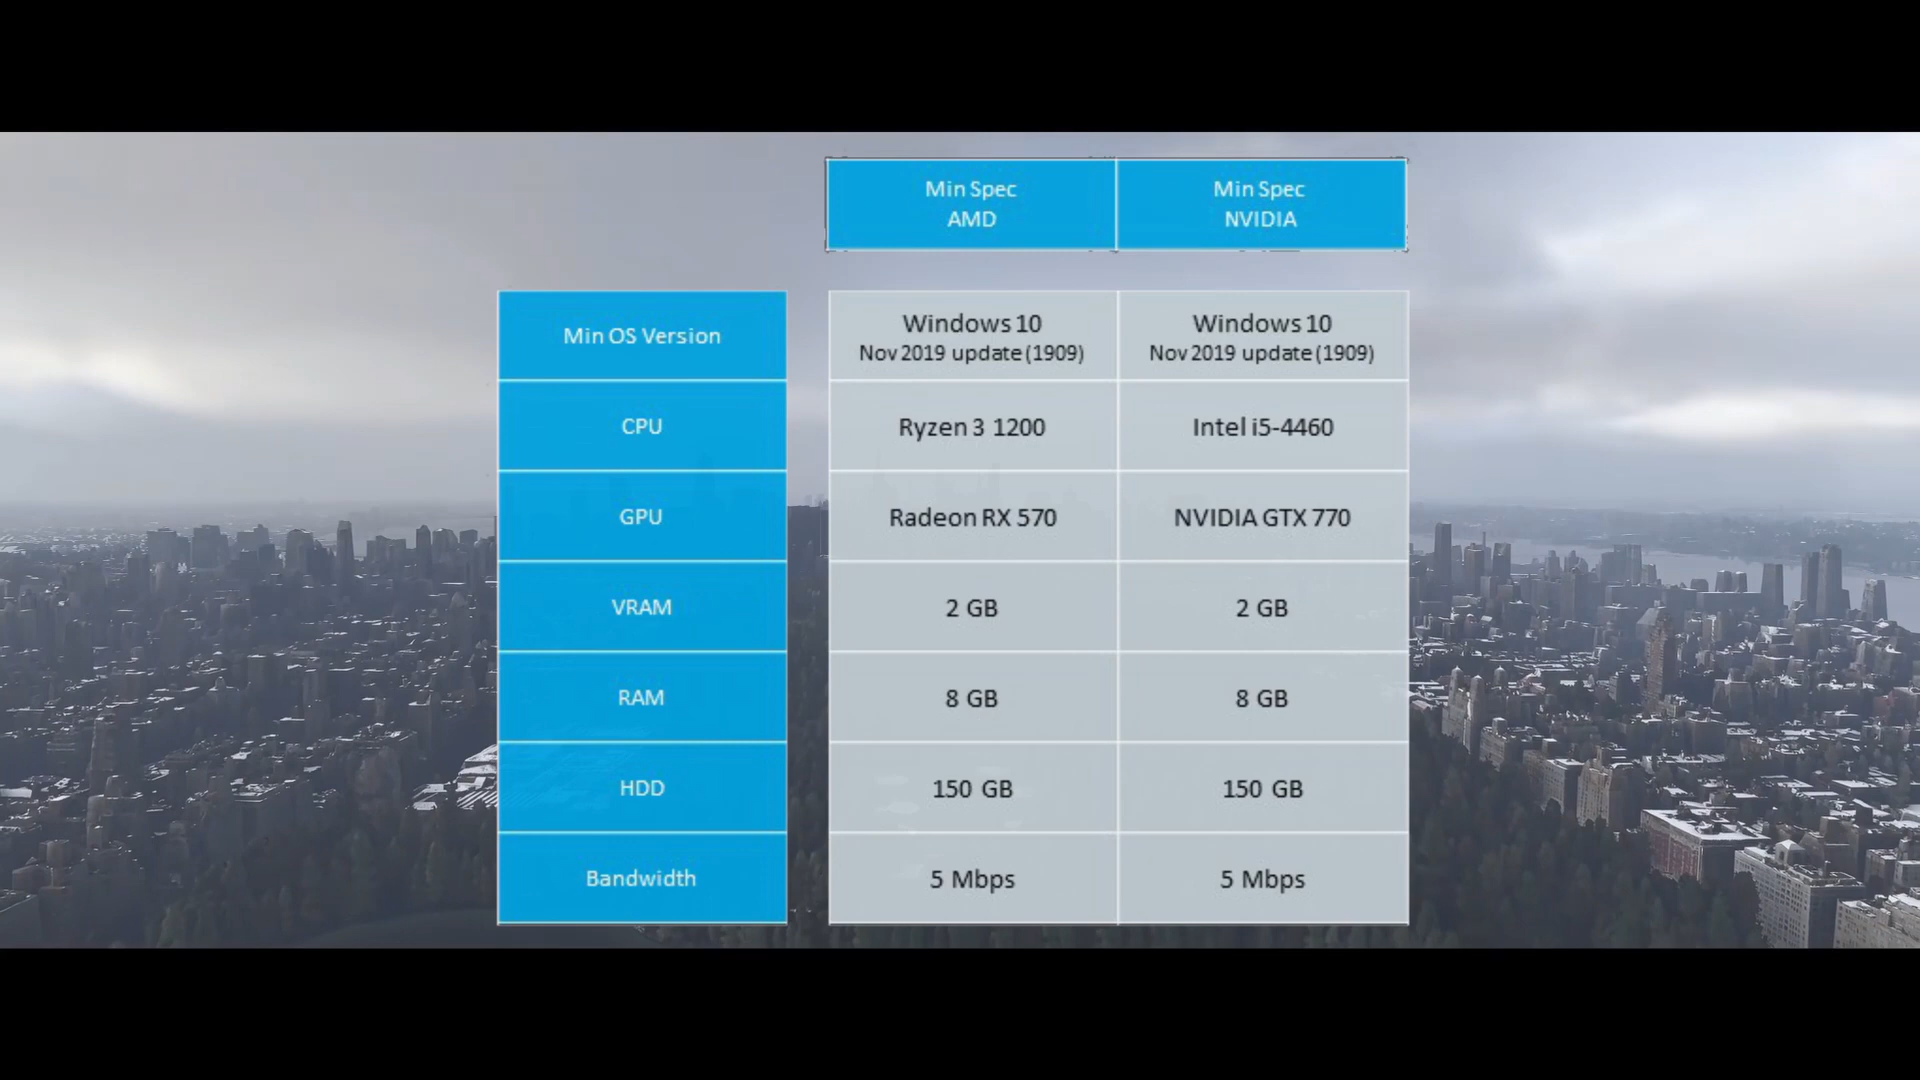 Min Spec
AMD
Min Spec
NVIDIA
Min OS Version
Windows 10
Nov 2019 update (1909)
Windows 10
Nov 2019 update (1909)
CPU
Ryzen 3 1200
Intel i5-4460
GPU
Radeon RX 570
NVIDIA GTX 770
VRAM
2 GB
2 GB
RAM
8 GB
8 GB
HDD
150 GB
150 GB
Bandwidth
5 Mbps
5 Mbps